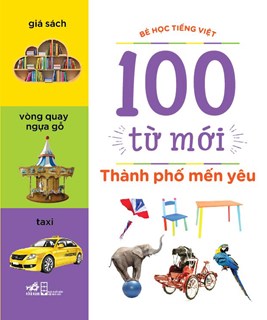 giá sách
vòng quay
ngựa gỗ
taxi
BÉ HỌC TIẾNG VIỆT
100
từ mới
Thành phố mến yêu